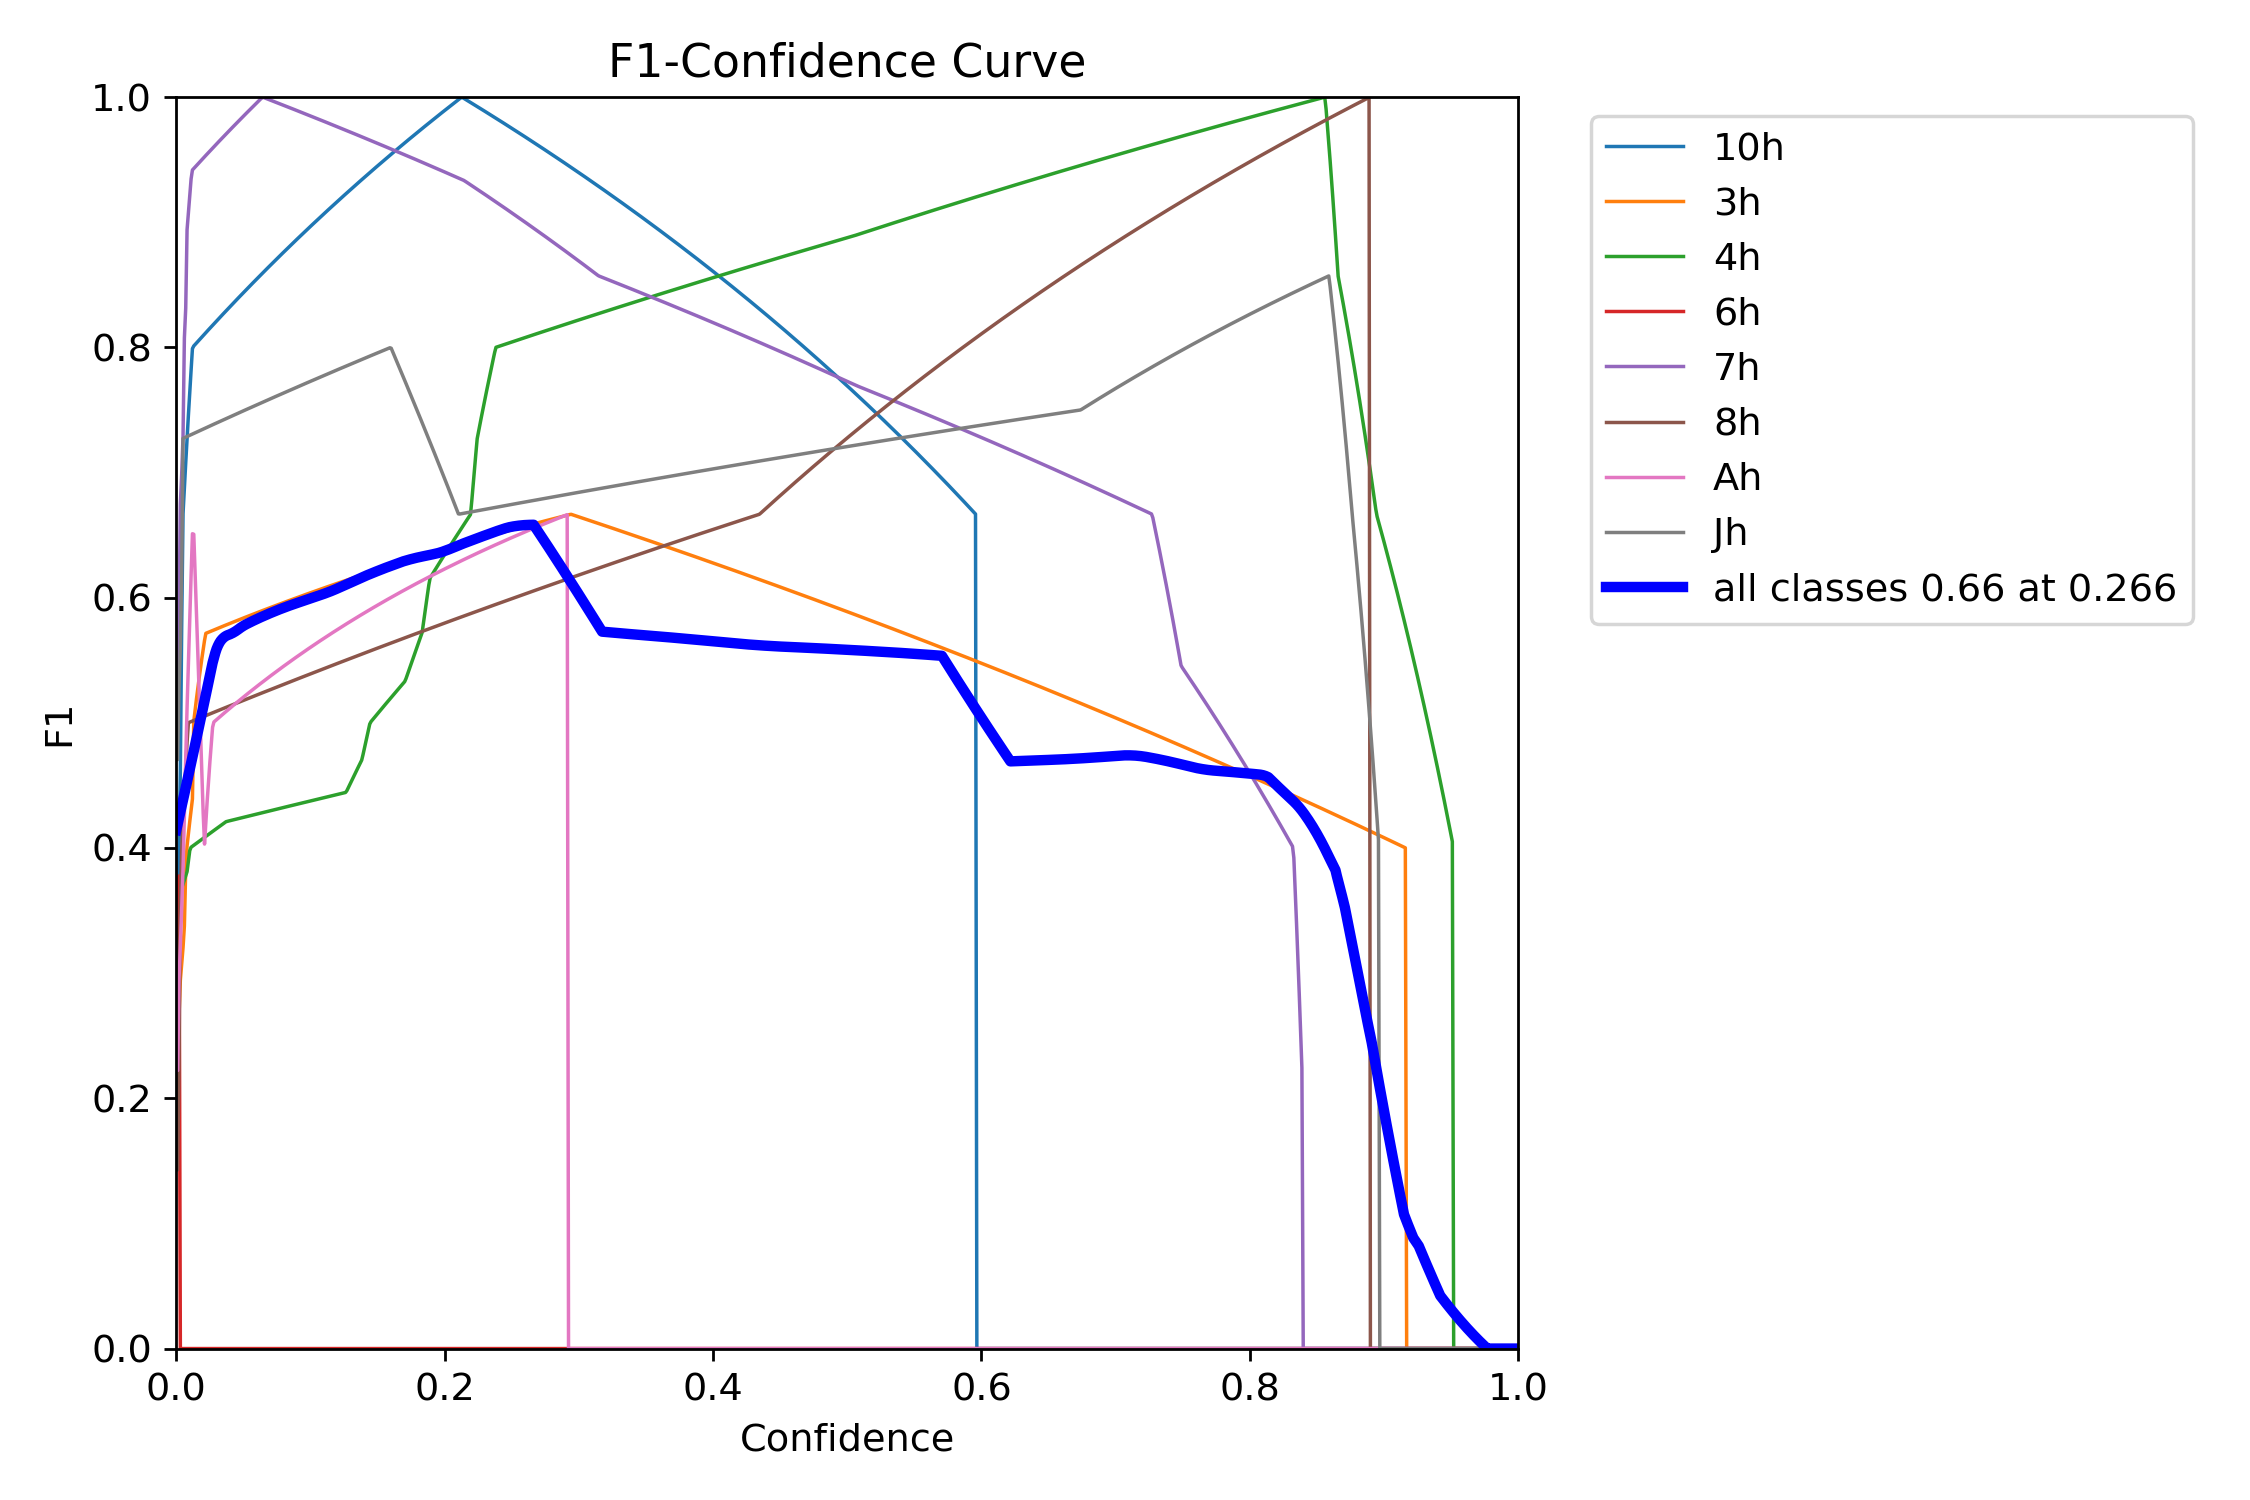 F1-Confidence Curve
1.0
0.8
0.6
0.4
0.2
0.0
F1
0.0 0.2 0.4 0.6 0.8 1.0
Confidence
10h
3h
4h
6h
7h
8h
Ah
Jh
all classes 0.66 at 0.266